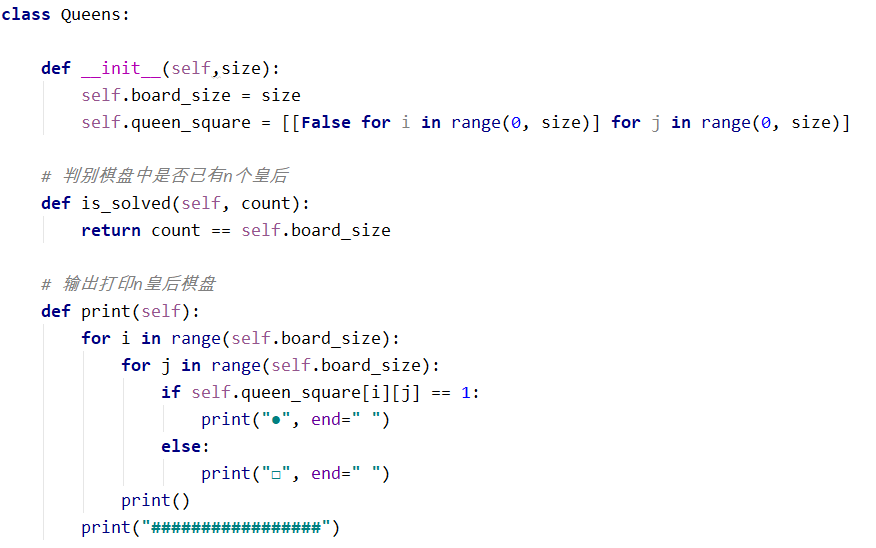 class Queens:
    def __init__(self,size):
        self.board_size = size
        self.queen_square = [[False for i in range(0, size)] for j in range(0, size)]
    # 判别棋盘中是否已有n个皇后
    def is_solved(self, count):
        return count == self.board_size
    # 输出打印n皇后棋盘
    def print(self):
        for i in range(self.board_size):
            for j in range(self.board_size):
                if self.queen_square[i][j] == 1:
                    print("●", end=" ")
                else:
                    print("□", end=" ")
            print()
        print("#################")